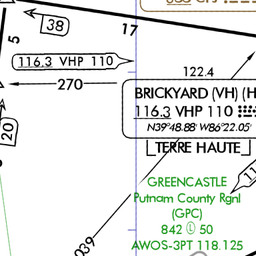 38
17
5
116.3 VHP 110
270
122.4
BRICKYARD (VH) (H
116.3 VHP 110
N39°48.88' W86°22.05'
TERRE HAUTE
20
GREENCASTLE
Putnam County Rgnl
(GPC)
842 Ⓛ 50
AWOS-3PT 118.125
039